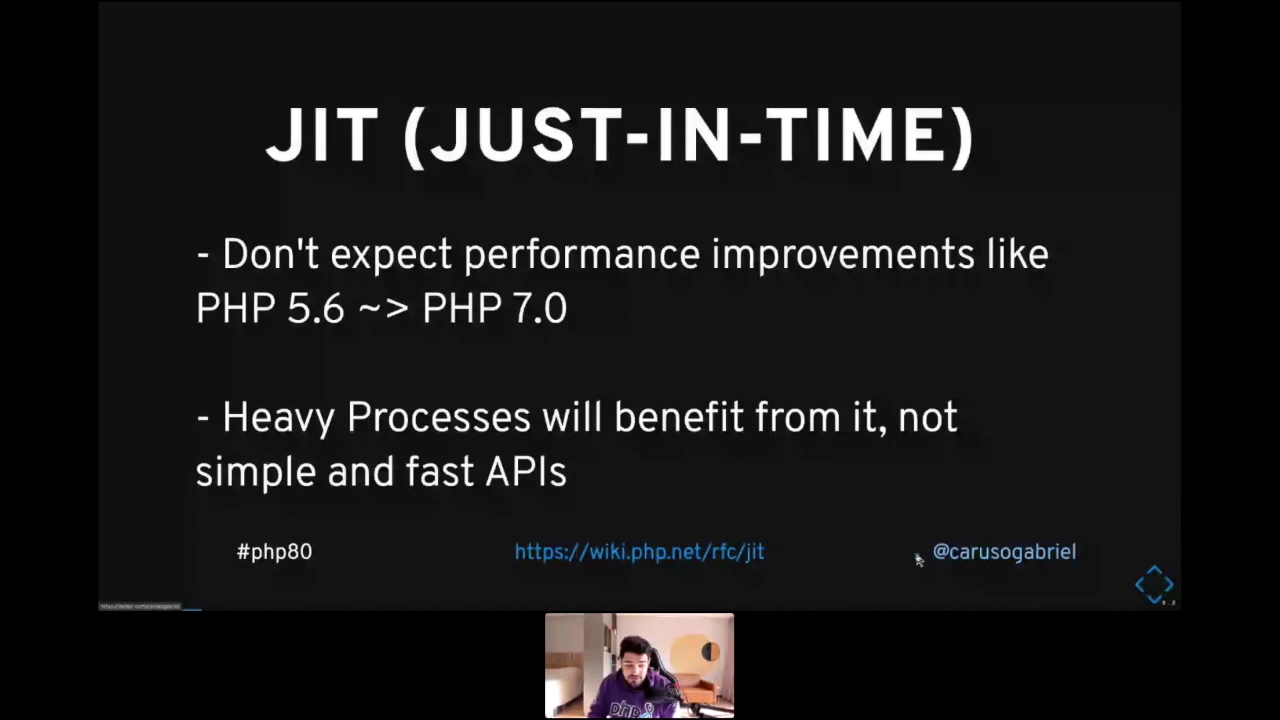 JIT (JUST-IN-TIME)
- Don't expect performance improvements like
PHP 5.6 ~> PHP 7.0
- Heavy Processes will benefit from it, not
simple and fast APIs
#php80
https://wiki.php.net/rfc/jit
@carusogabriel
php